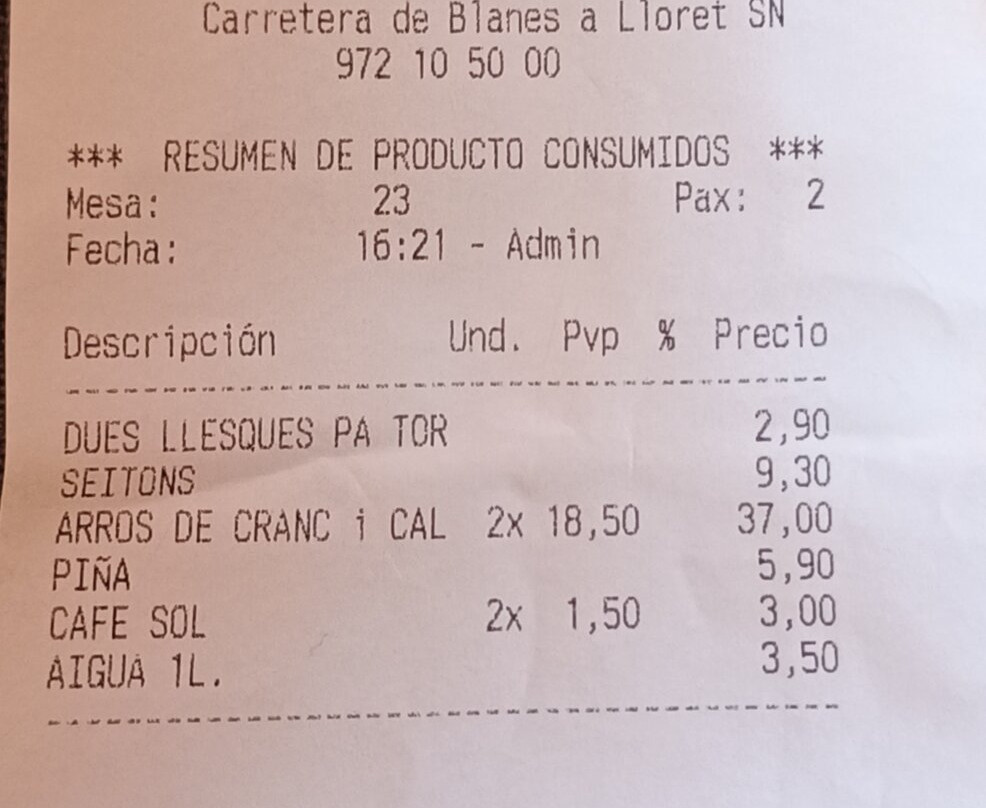 Carretera de Blanes a Lloret SN
972 10 50 00
*** RESUMEN DE PRODUCTO CONSUMIDOS ***
Mesa: 23 Pax: 2
Fecha: 16:21 - Admin
Descripción Und. Pvp % Precio
DUES LLESQUES PA TOR 2,90
SEITONS 9,30
ARROS DE CRANC i CAL 2x 18,50 37,00
PIÑA 5,90
CAFE SOL 2x 1,50 3,00
AIGUA 1L. 3,50